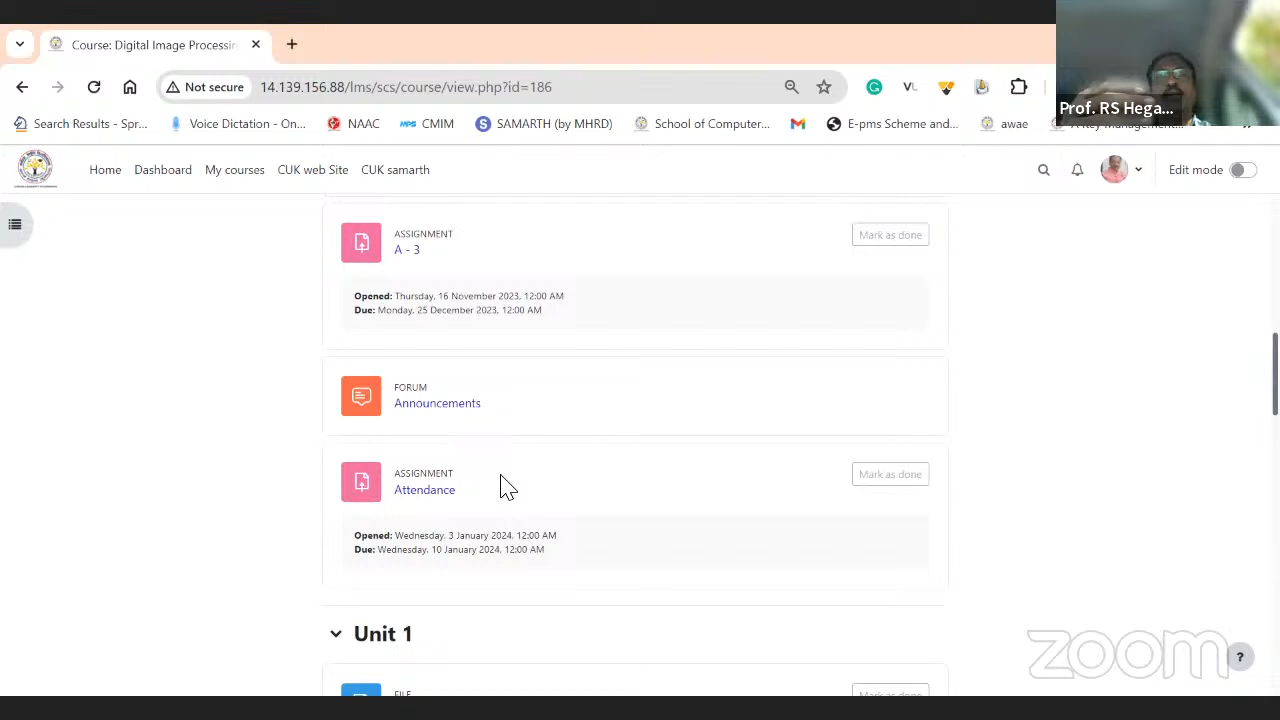 Course: Digital Image Processin
Not secure
14.139.156.88/lms/scs/course/view.php?id=186
Prof. RS Hega...
Search Results - Spr...
Voice Dictation - On...
NAAC
CMIM
SAMARTH (by MHRD)
School of Computer...
E-pms Scheme and...
awae
Home
Dashboard
My courses
CUK web Site
CUK samarth
Edit mode
ASSIGNMENT
A - 3
Mark as done
Opened: Thursday, 16 November 2023, 12:00 AM
Due: Monday, 25 December 2023, 12:00 AM
FORUM
Announcements
ASSIGNMENT
Attendance
Mark as done
Opened: Wednesday, 3 January 2024, 12:00 AM
Due: Wednesday, 10 January 2024, 12:00 AM
Unit 1
zoom
?
FILE
Mark as done